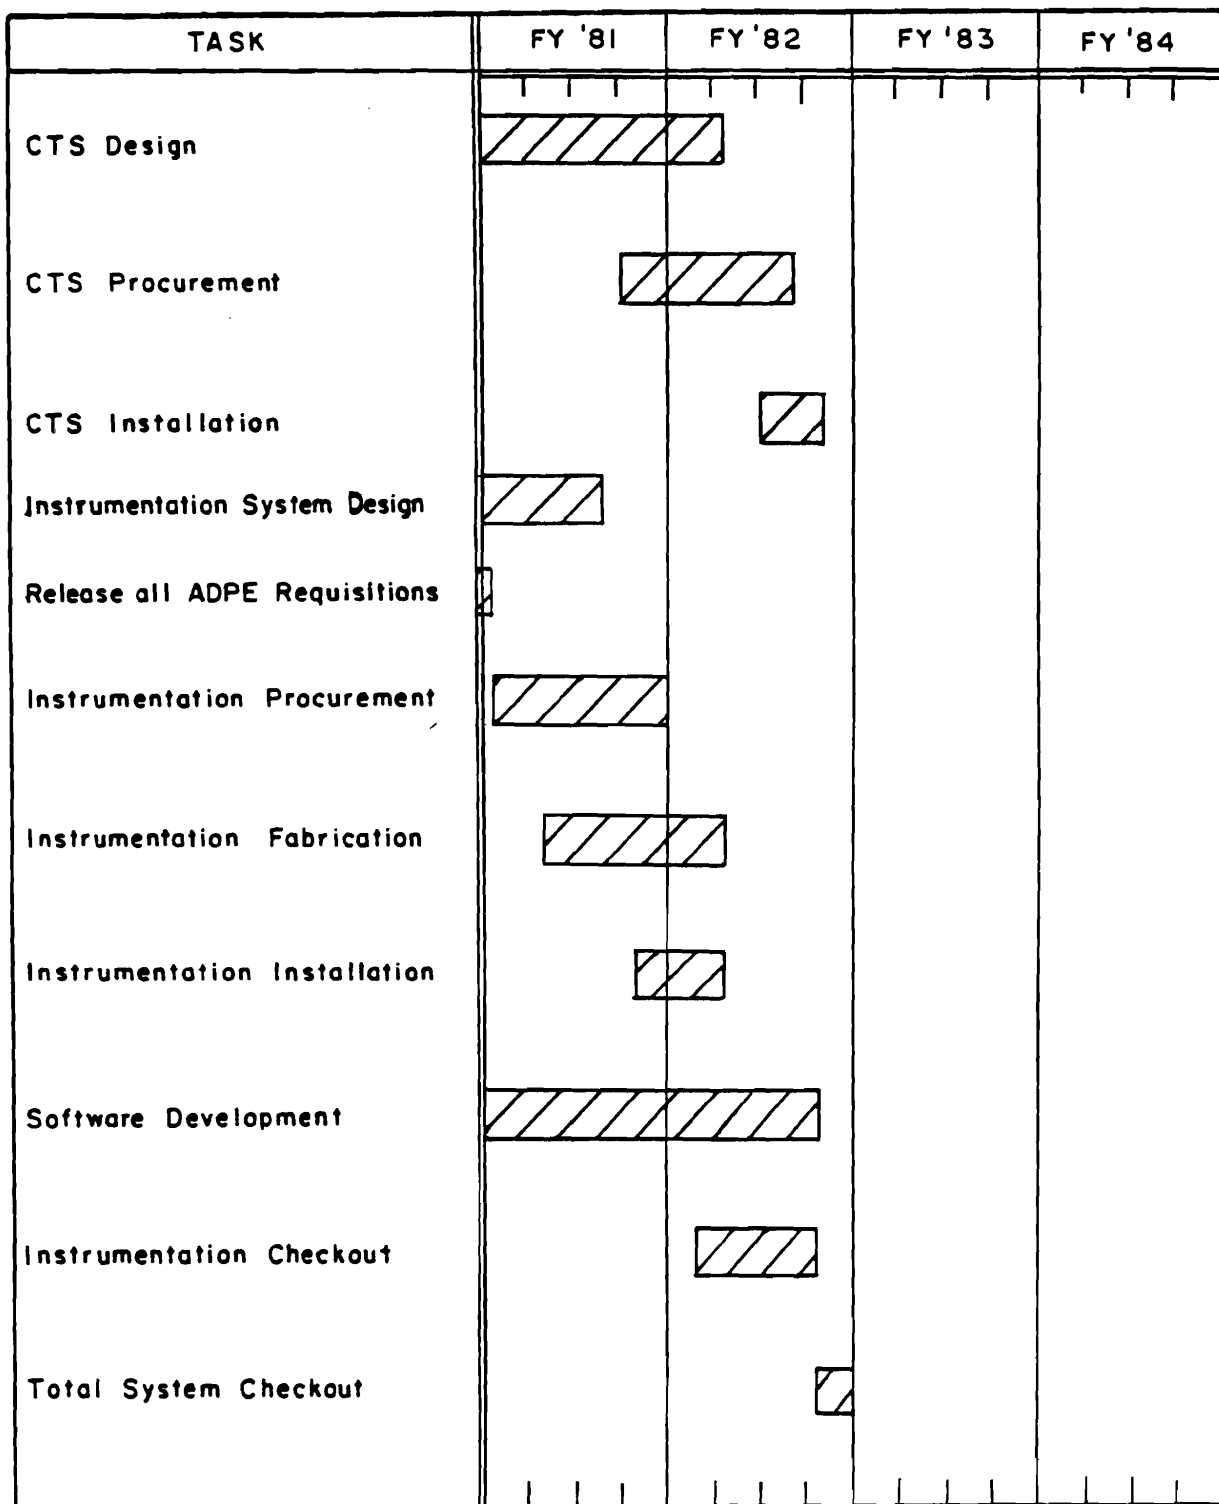 TASK FY '81 FY '82 FY '83 FY '84
CTS Design
CTS Procurement
CTS Installation
Instrumentation System Design
Release all ADPE Requisitions
Instrumentation Procurement
Instrumentation Fabrication
Instrumentation Installation
Software Development
Instrumentation Checkout
Total System Checkout